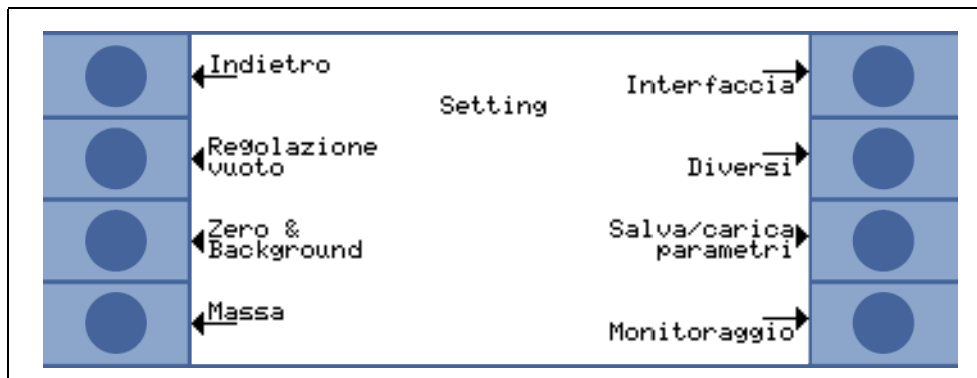 Indietro
Setting
Interfaccia
Regolazione
vuoto
Diversi
Zero &
Background
Salva/carica
parametri
Massa
Monitoraggio